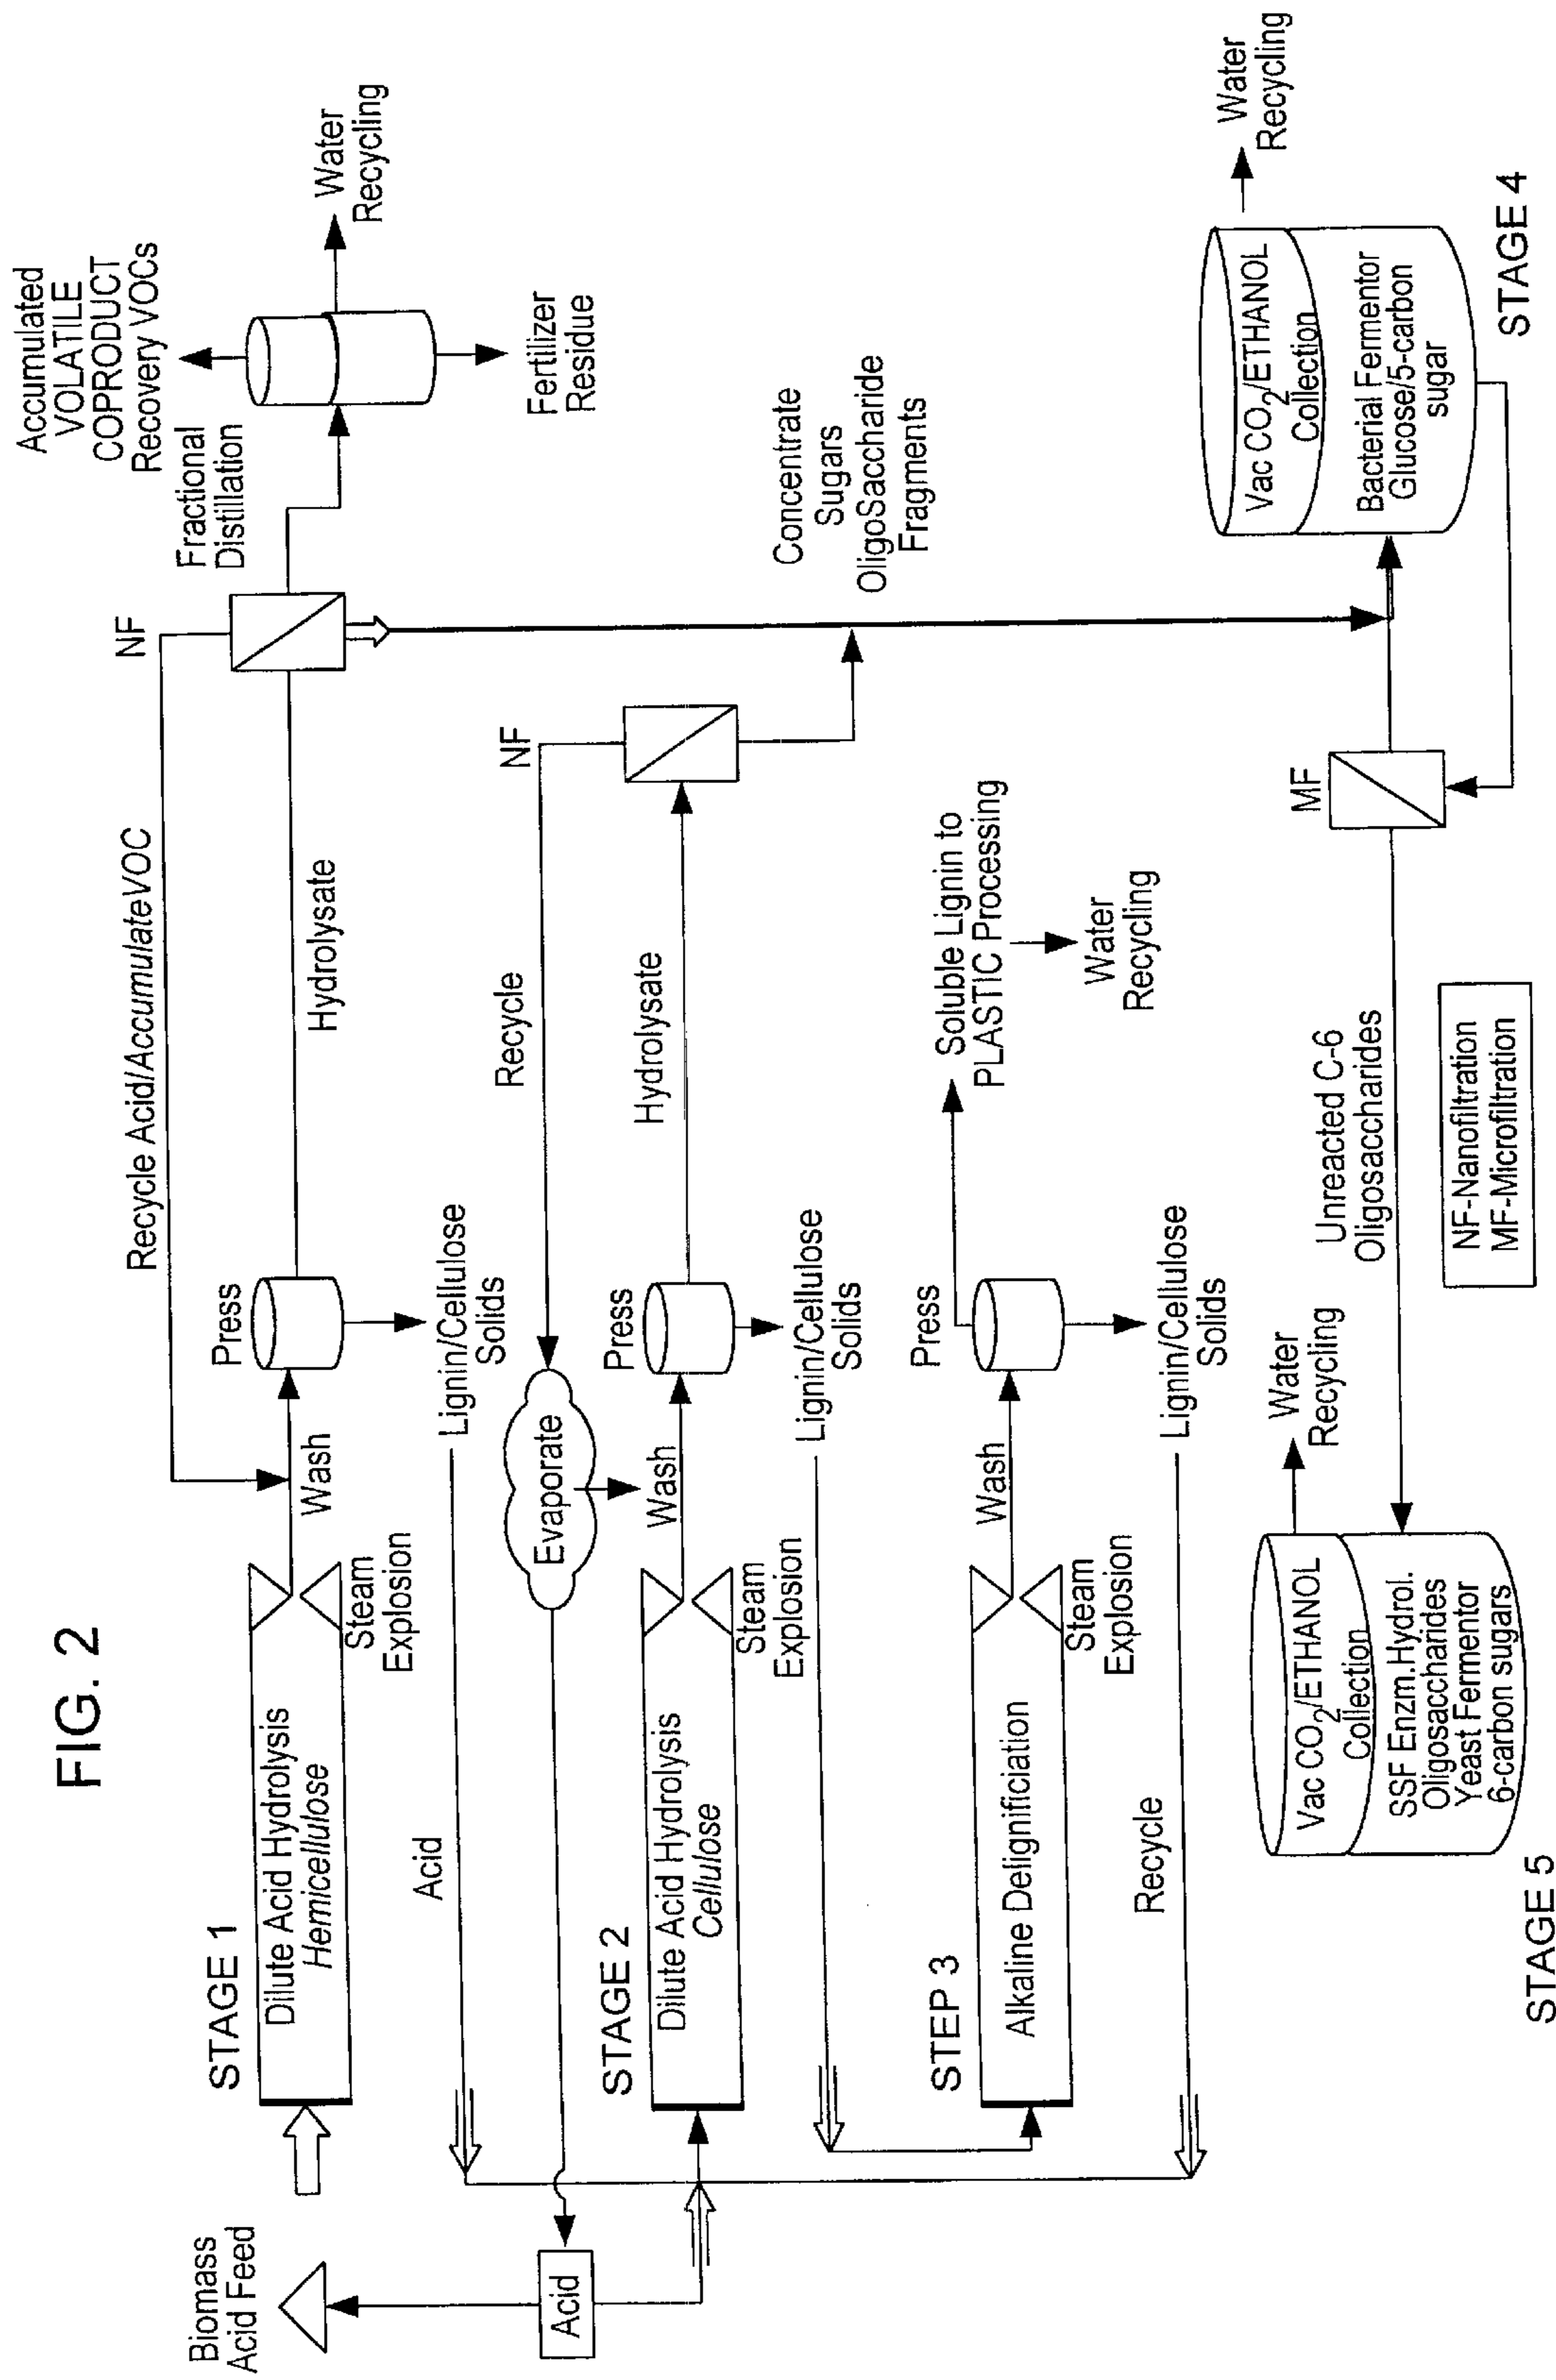 FIG. 2
Biomass
Acid Feed
STAGE 1
Dilute Acid Hydrolysis
Hemicellulose
Steam
Explosion
Wash
Press
Recycle Acid/AccumulateVOC
Hydrolysate
NF
Fractional
Distillation
Accumulated
VOLATILE
COPRODUCT
Recovery VOCs
Water
Recycling
Fertilizer
Residue
Lignin/Cellulose
Solids
Acid
Acid
Evaporate
Recycle
NF
STAGE 2
Dilute Acid Hydrolysis
Cellulose
Steam
Explosion
Wash
Press
Hydrolysate
Lignin/Cellulose
Solids
Concentrate
Sugars
OligoSaccharide
Fragments
STEP 3
Alkaline Delignificiation
Steam
Explosion
Wash
Press
Soluble Lignin to
PLASTIC Processing
Water
Recycling
Lignin/Cellulose
Solids
Recycle
Vac CO2/ETHANOL
Collection
SSF Enzm.Hydrol.
Oligosaccharides
Yeast Fermentor
6-carbon sugars
STAGE 5
Water
Recycling
Unreacted C-6
Oligosaccharides
NF-Nanofiltration
MF-Microfiltration
MF
Vac CO2/ETHANOL
Collection
Bacterial Fermentor
Glucose/5-carbon
sugar
STAGE 4
Water
Recycling